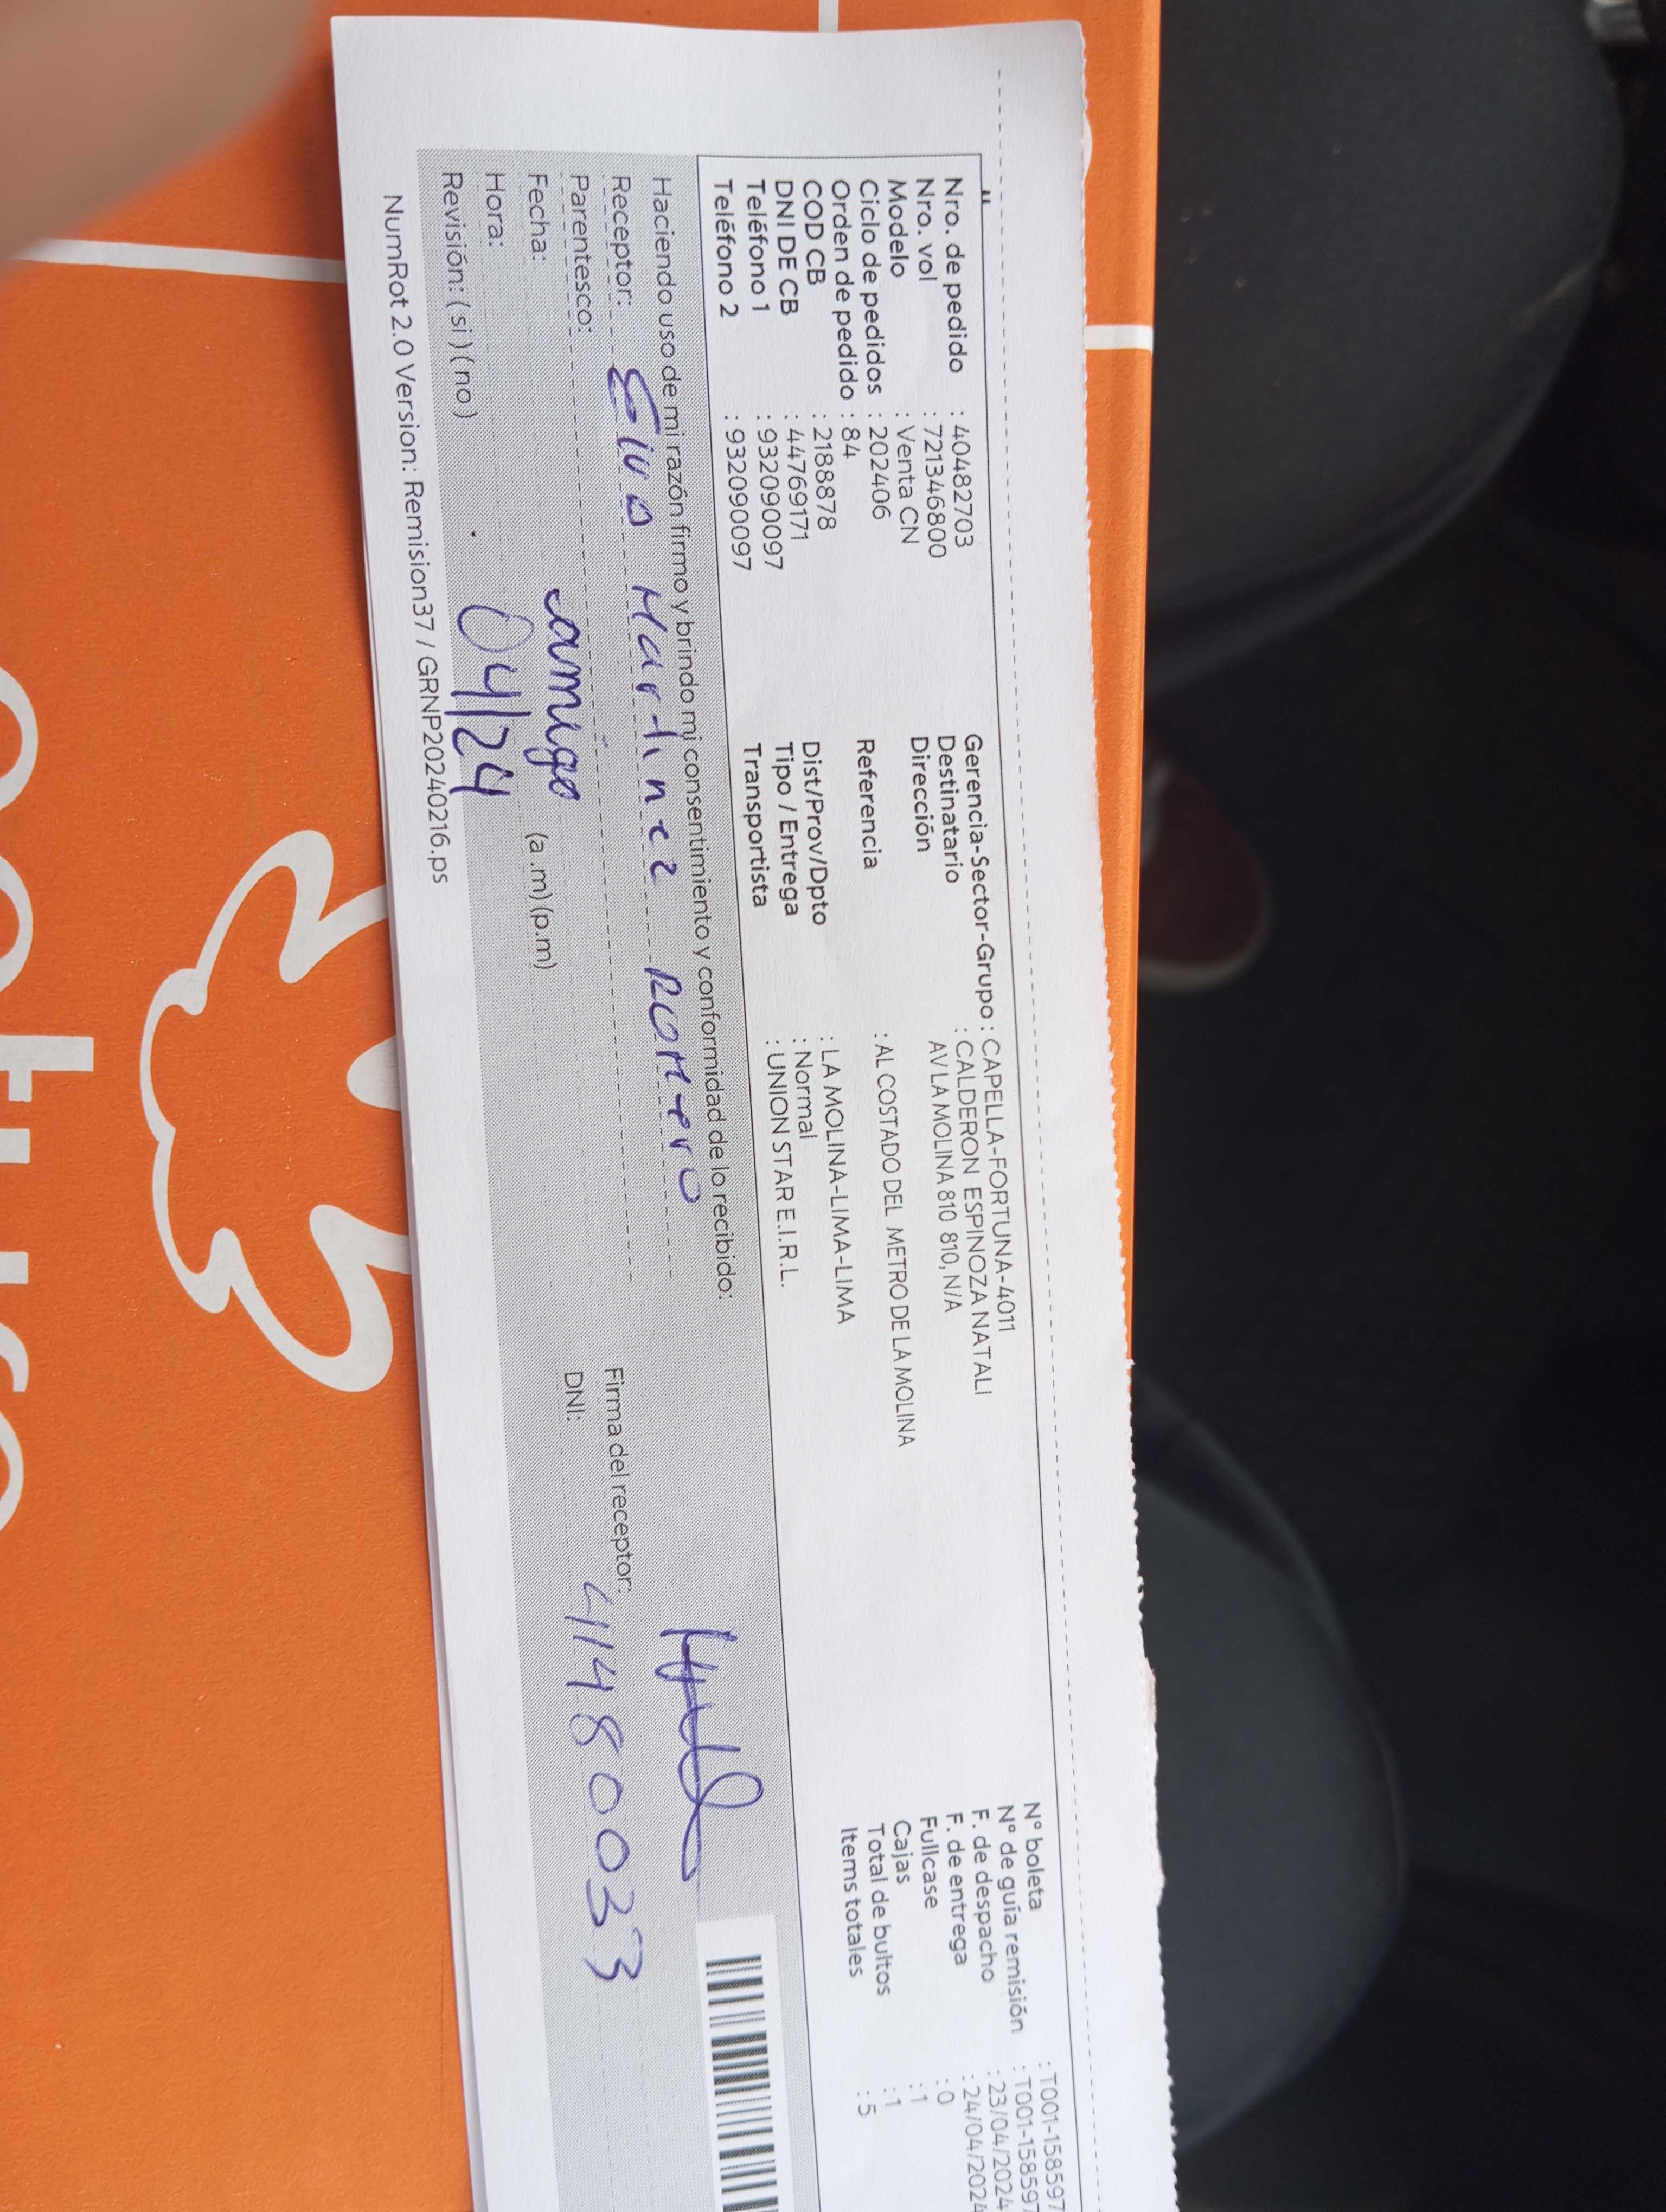 Nro. de pedido : 40482703
Nro. vol : 721346800
Modelo : Venta CN
Ciclo de pedidos : 202406
Orden de pedido : 84
COD CB : 2188878
DNI DE CB : 44769171
Teléfono 1 : 932090097
Teléfono 2 : 932090097
Gerencia-Sector-Grupo : CAPELLA-FORTUNA-4011
Destinatario : CALDERON ESPINOZA NATALI
Dirección AV LA MOLINA 810 810, N/A
Referencia : AL COSTADO DEL METRO DE LA MOLINA
Dist/Prov/Dpto : LA MOLINA-LIMA-LIMA
Tipo / Entrega : Normal
Transportista : UNION STAR E.I.R.L.
N° boleta : T001-158597
N° de guía remisión : T001-158597
F. de despacho : 23/04/2024
F. de entrega : 24/04/2024
Fullcase : 0
Cajas : 1
Total de bultos : 1
Items totales : 5
Haciendo uso de mi razón firmo y brindo mi consentimiento y conformidad de lo recibido:
Receptor: Martinez Romero
Parentesco: amigo
Fecha: 04/24
Hora: (a.m) (p.m)
Revisión: ( si ) ( no )
Firma del receptor:
DNI: 41480033
NumRot 2.0 Version: Remision37 / GRNP20240216.ps